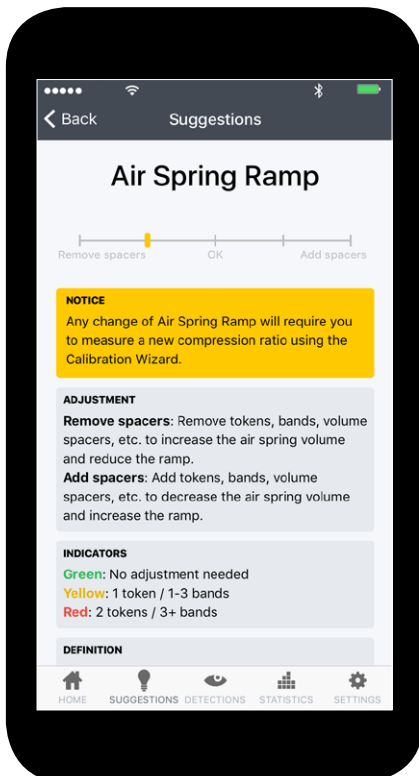 Back Suggestions
Air Spring Ramp
Remove spacers OK Add spacers
NOTICE
Any change of Air Spring Ramp will require you
to measure a new compression ratio using the
Calibration Wizard.
ADJUSTMENT
Remove spacers: Remove tokens, bands, volume
spacers, etc. to increase the air spring volume
and reduce the ramp.
Add spacers: Add tokens, bands, volume
spacers, etc. to decrease the air spring volume
and increase the ramp.
INDICATORS
Green: No adjustment needed
Yellow: 1 token / 1-3 bands
Red: 2 tokens / 3+ bands
DEFINITION
HOME SUGGESTIONS DETECTIONS STATISTICS SETTINGS